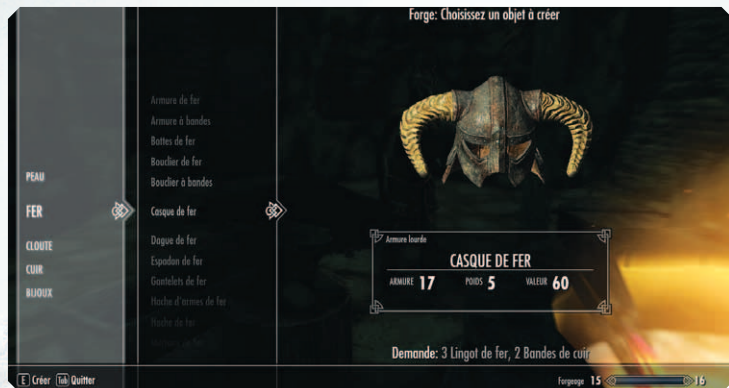 Forge: Choisissez un objet à créer
PEAU
FER
CLOUTE
CUIR
BIJOUX
Armure de fer
Armure à bandes
Bottes de fer
Bouclier de fer
Bouclier à bandes
Casque de fer
Dague de fer
Espadon de fer
Gantelets de fer
Hache d'armes de fer
Hache de fer
Armure lourde
CASQUE DE FER
ARMURE 17 POIDS 5 VALEUR 60
Demande: 3 Lingot de fer, 2 Bandes de cuir
E Créer Tab Quitter
Forgeage 15 16